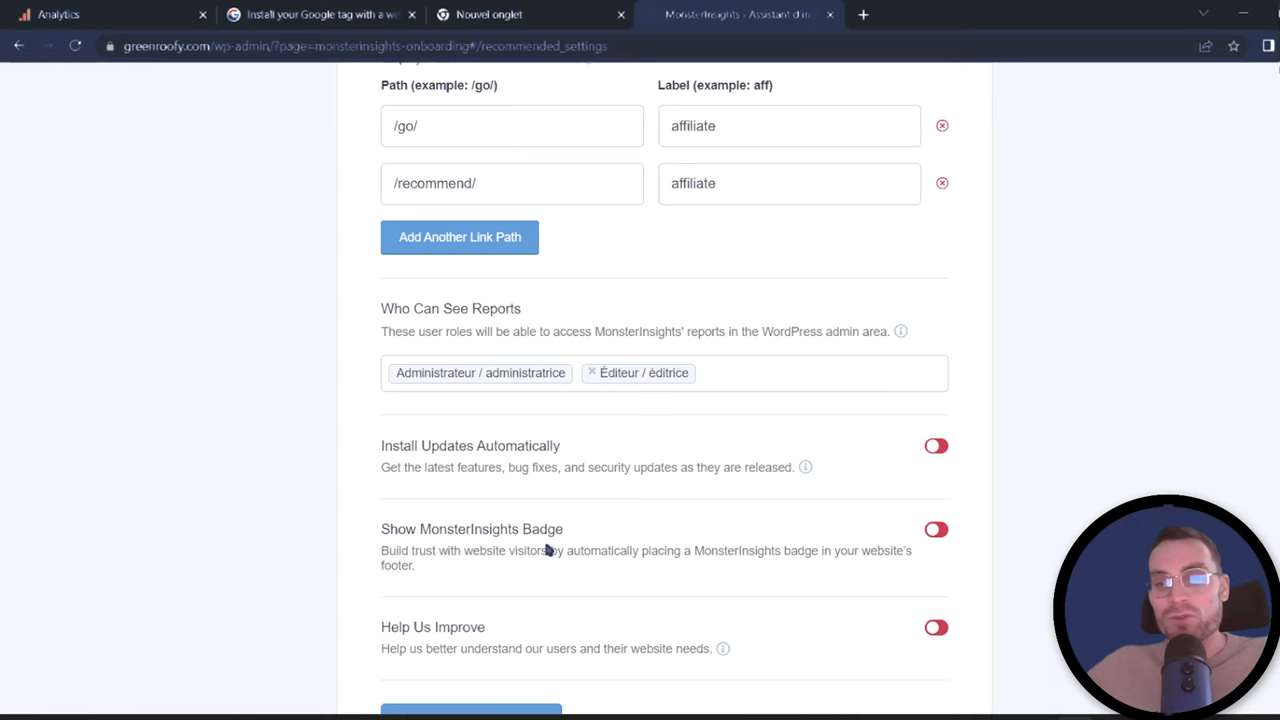 Analytics
Install your Google tag with a w
Nouvel onglet
MonsterInsights › Assistant d'in
greenroofy.com/wp-admin/?page=monsterinsights-onboarding#/recommended_settings
Path (example: /go/)
Label (example: aff)
/go/
affiliate
/recommend/
affiliate
Add Another Link Path
Who Can See Reports
These user roles will be able to access MonsterInsights' reports in the WordPress admin area.
Administrateur / administratrice
Éditeur / éditrice
Install Updates Automatically
Get the latest features, bug fixes, and security updates as they are released.
Show MonsterInsights Badge
Build trust with website visitors by automatically placing a MonsterInsights badge in your website's
footer.
Help Us Improve
Help us better understand our users and their website needs.